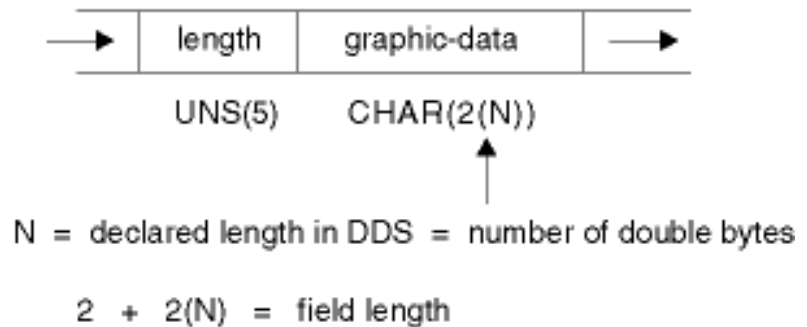 length graphic-data
UNS(5) CHAR(2(N))
N = declared length in DDS = number of double bytes
2 + 2(N) = field length